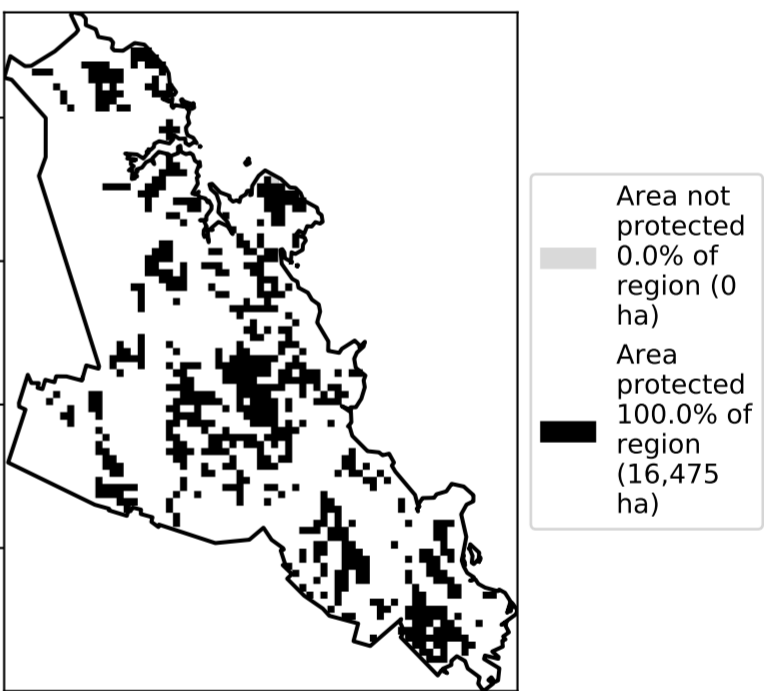 Area not
protected
0.0% of
region (0
ha)
Area
protected
100.0% of
region
(16,475
ha)